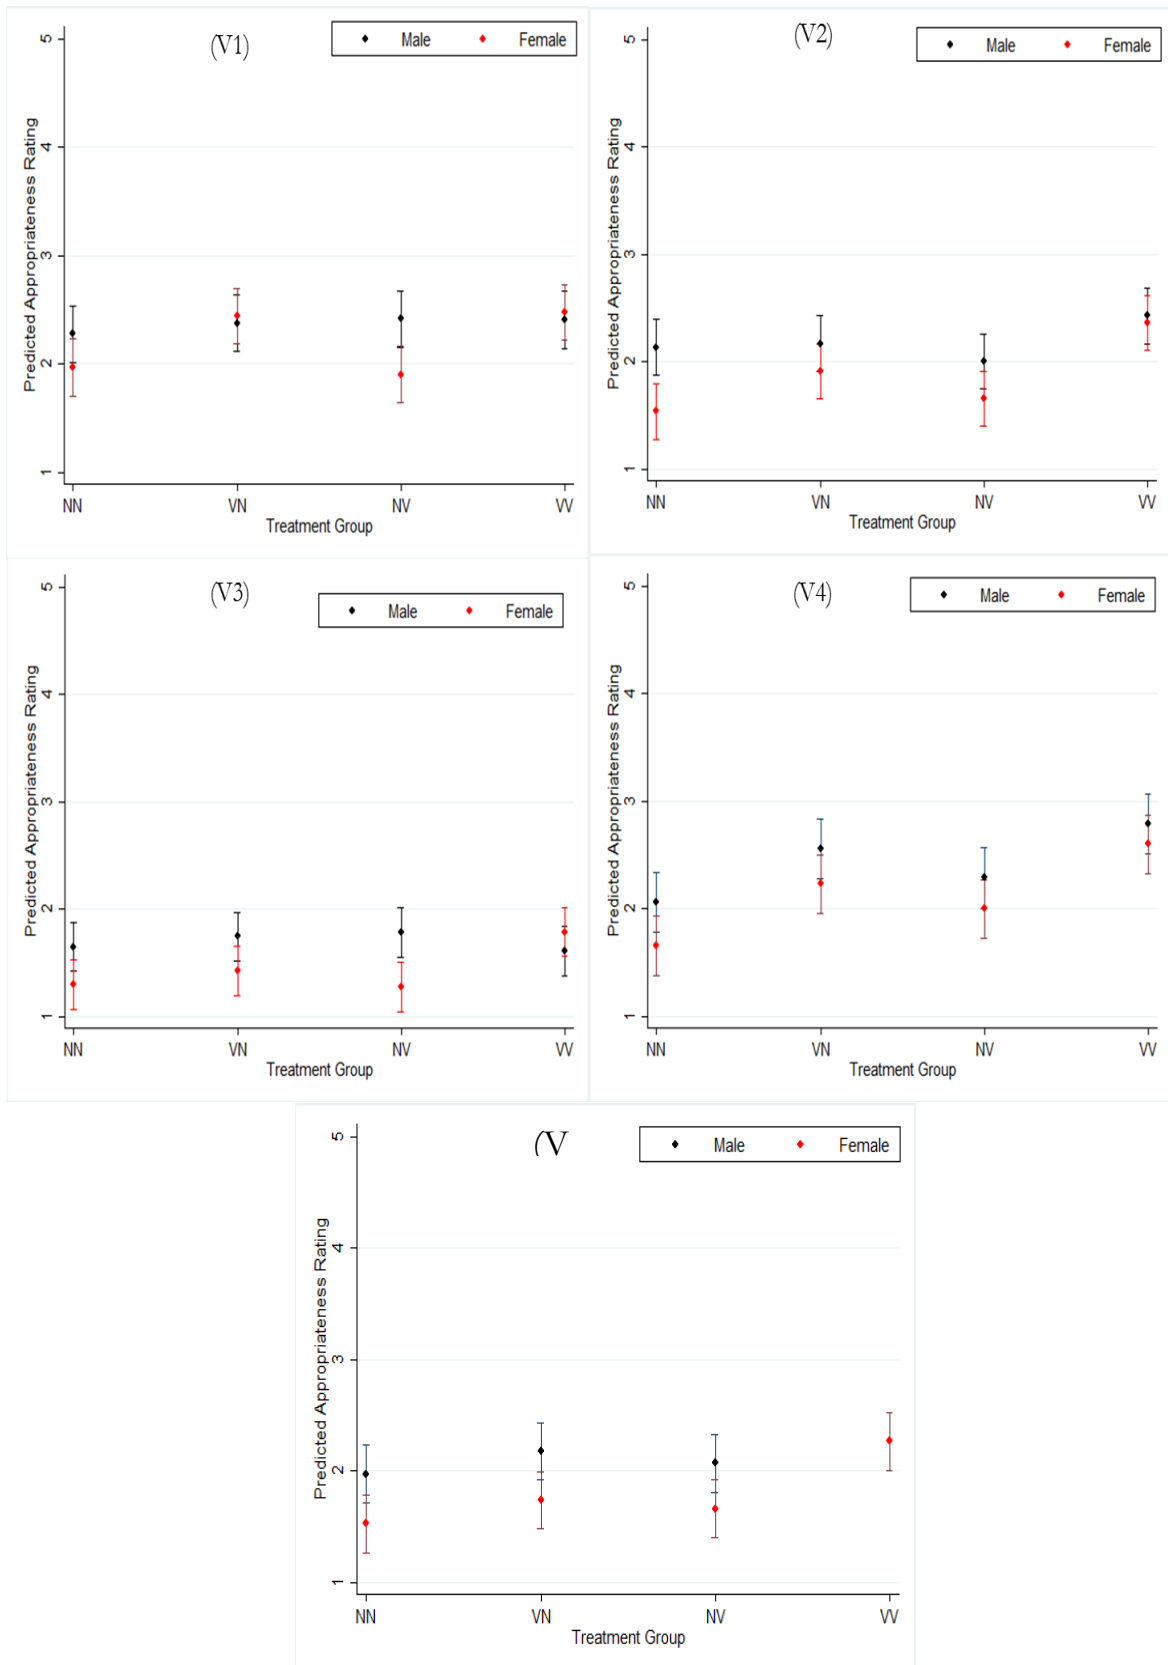 (V1)
Male Female
Predicted Appropriateness Rating
5
4
3
2
1
NN VN NV VV
Treatment Group
(V2)
Male Female
Predicted Appropriateness Rating
5
4
3
2
1
NN VN NV VV
Treatment Group
(V3)
Male Female
Predicted Appropriateness Rating
5
4
3
2
1
NN VN NV VV
Treatment Group
(V4)
Male Female
Predicted Appropriateness Rating
5
4
3
2
1
NN VN NV VV
Treatment Group
(V
Male Female
Predicted Appropriateness Rating
5
4
3
2
1
NN VN NV VV
Treatment Group